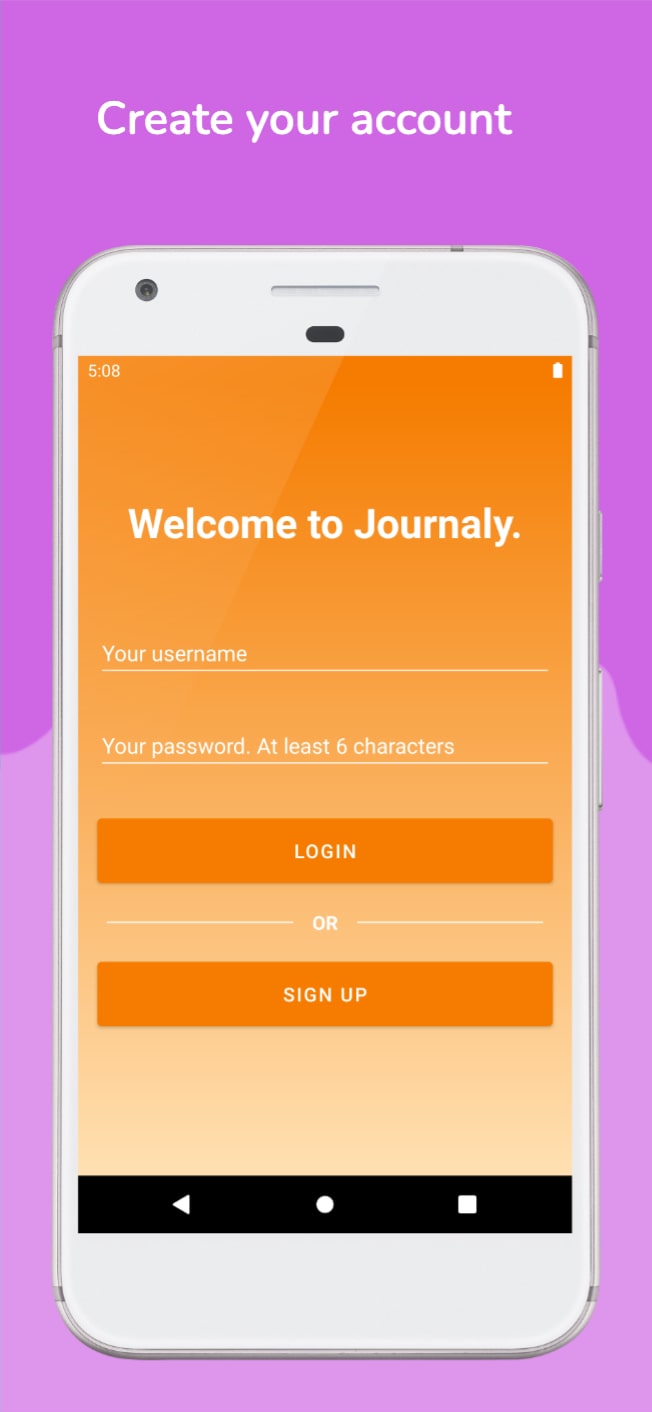 Create your account
5:08
Welcome to Journaly.
Your username
Your password. At least 6 characters
LOGIN
OR
SIGN UP